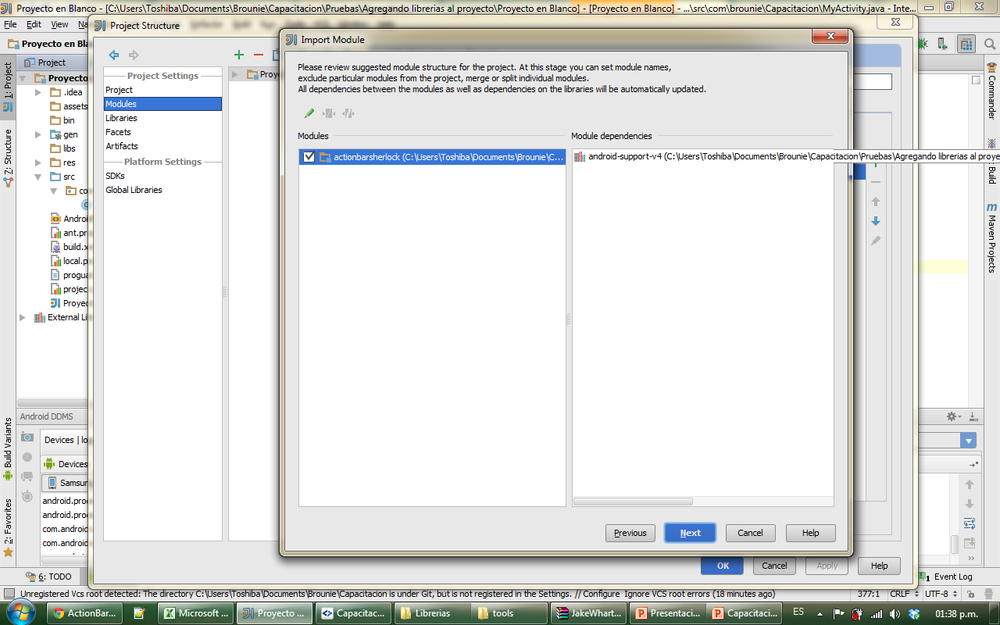 Proyecto en Blanco - [C:\Users\Toshiba\Documents\Brounie\Capacitacion\Pruebas\Agregando librerias al proyecto\Proyecto en Blanco] - [Proyecto en Blanco] - ...\src\com\brounie\Capacitacion\MyActivity.java - Inte...
File Edit View Na
Project Structure
Import Module
Proyecto en Bla
Project
Proyecto
.idea
assets
bin
gen
libs
res
src
co
Android
ant.pr
build.x
local.p
progua
projec
Proyec
External Li
1: Project
Z: Structure
Build Variants
2: Favorites
Project Settings
Project
Modules
Libraries
Facets
Artifacts
Platform Settings
SDKs
Global Libraries
Proy
Please review suggested module structure for the project. At this stage you can set module names,
exclude particular modules from the project, merge or split individual modules.
All dependencies between the modules as well as dependencies on the libraries will be automatically updated.
Modules
Module dependencies
actionbarsherlock (C:\Users\Toshiba\Documents\Brounie\C...
android-support-v4 (C:\Users\Toshiba\Documents\Brounie\Capacitacion\Pruebas\Agregando librerias al proye
Commander
Build
m
Maven Projects
Previous
Next
Cancel
Help
OK
Cancel
Apply
Help
Android DDMS
Devices | lo
Devices
Samsun
android.proc
android.proc
com.android
com.android
6: TODO
1 Event Log
Unregistered Vcs root detected: The directory C:\Users\Toshiba\Documents\Brounie\Capacitacion is under Git, but is not registered in the Settings. // Configure Ignore VCS root errors (18 minutes ago)
377:1
CRLF
UTF-8
ActionBar...
Microsoft ...
Proyecto ...
Capacitac...
Librerias
tools
JakeWhart...
Presentaci...
Capacitaci...
ES
01:38 p.m.